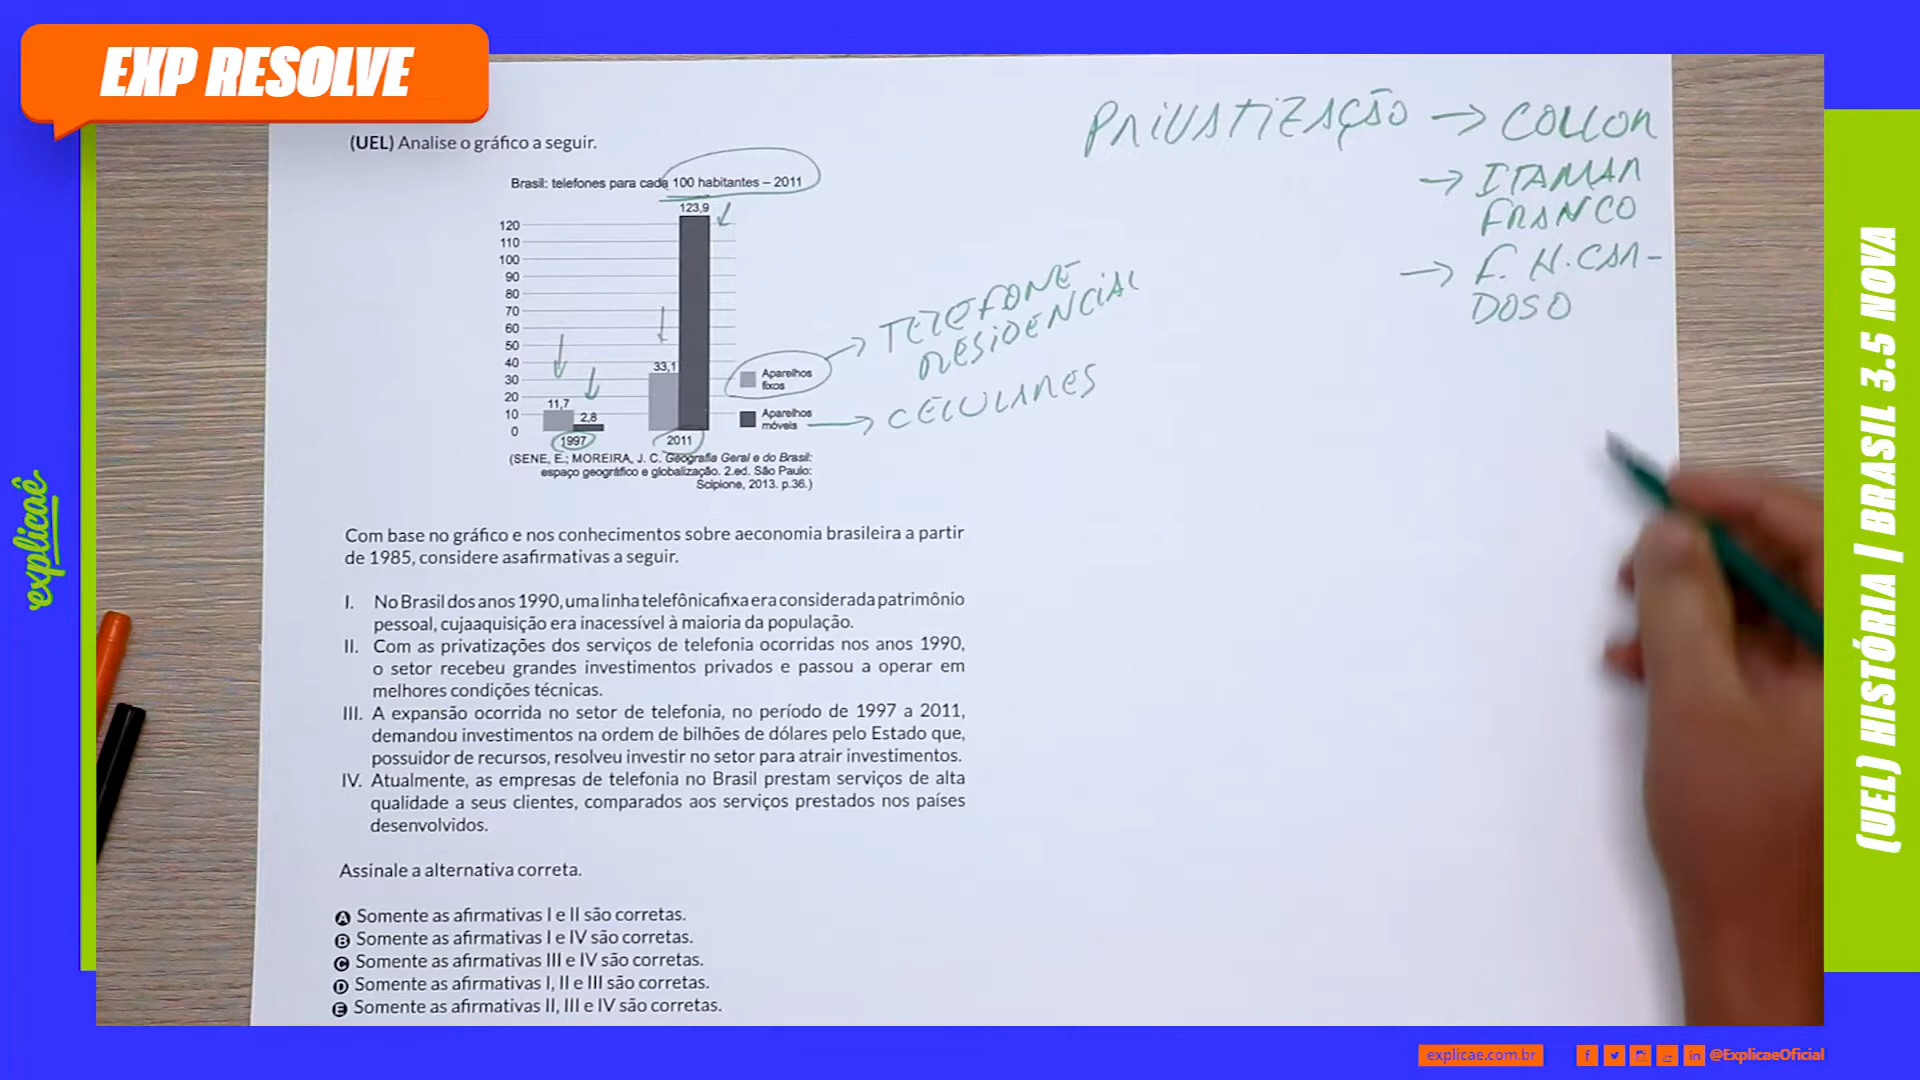 EXP RESOLVE
(UEL) Analise o gráfico a seguir.
Brasil: telefones para cada 100 habitantes – 2011
123,9
120
110
100
90
80
70
60
50
40
30
20
10
0
11,7
2,8
33,1
1997
2011
Aparelhos
fixos
Aparelhos
móveis
(SENE, E.; MOREIRA, J. C. Geografia Geral e do Brasil:
espaço geográfico e globalização. 2.ed. São Paulo:
Scipione, 2013. p.36.)
TELEFONE
RESIDENCIAL
CELULARES
PRIVATIZAÇÃO → COLLOR
→ ITAMAR
FRANCO
→ F. H. CAR-
DOSO
Com base no gráfico e nos conhecimentos sobre aeconomia brasileira a partir
de 1985, considere asafirmativas a seguir.
I. No Brasil dos anos 1990, uma linha telefônicafixa era considerada patrimônio
pessoal, cujaaquisição era inacessível à maioria da população.
II. Com as privatizações dos serviços de telefonia ocorridas nos anos 1990,
o setor recebeu grandes investimentos privados e passou a operar em
melhores condições técnicas.
III. A expansão ocorrida no setor de telefonia, no período de 1997 a 2011,
demandou investimentos na ordem de bilhões de dólares pelo Estado que,
possuidor de recursos, resolveu investir no setor para atrair investimentos.
IV. Atualmente, as empresas de telefonia no Brasil prestam serviços de alta
qualidade a seus clientes, comparados aos serviços prestados nos países
desenvolvidos.
Assinale a alternativa correta.
A Somente as afirmativas I e II são corretas.
B Somente as afirmativas I e IV são corretas.
C Somente as afirmativas III e IV são corretas.
D Somente as afirmativas I, II e III são corretas.
E Somente as afirmativas II, III e IV são corretas.
explicaê
(UEL) HISTÓRIA | BRASIL 3.5 NOVA
explicae.com.br
@ExplicaeOficial